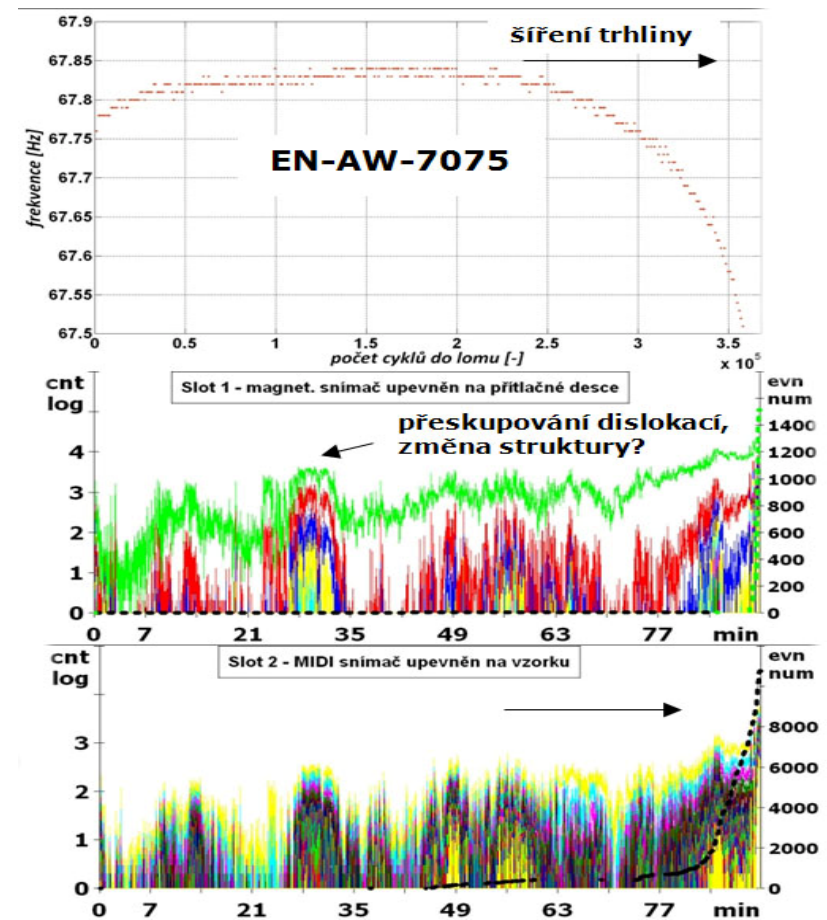 67.9
šíření trhliny
67.85
67.8
67.75
EN-AW-7075
67.7
frekvence [Hz]
67.65
67.6
67.55
67.5
0 0.5 1 1.5 2 2.5 3 3.5
počet cyklů do lomu [-]
x 10⁵
cnt log
Slot 1 - magnet. snímač upevněn na přítlačné desce
evn num
1400
přeskupování dislokací,
změna struktury?
4
1200
3
1000
800
2
600
1
400
200
0
0
0 7 21 35 49 63 77 min
cnt log
Slot 2 - MIDI snímač upevněn na vzorku
evn num
8000
3
6000
2
4000
1
2000
0
0
0 7 21 35 49 63 77 min